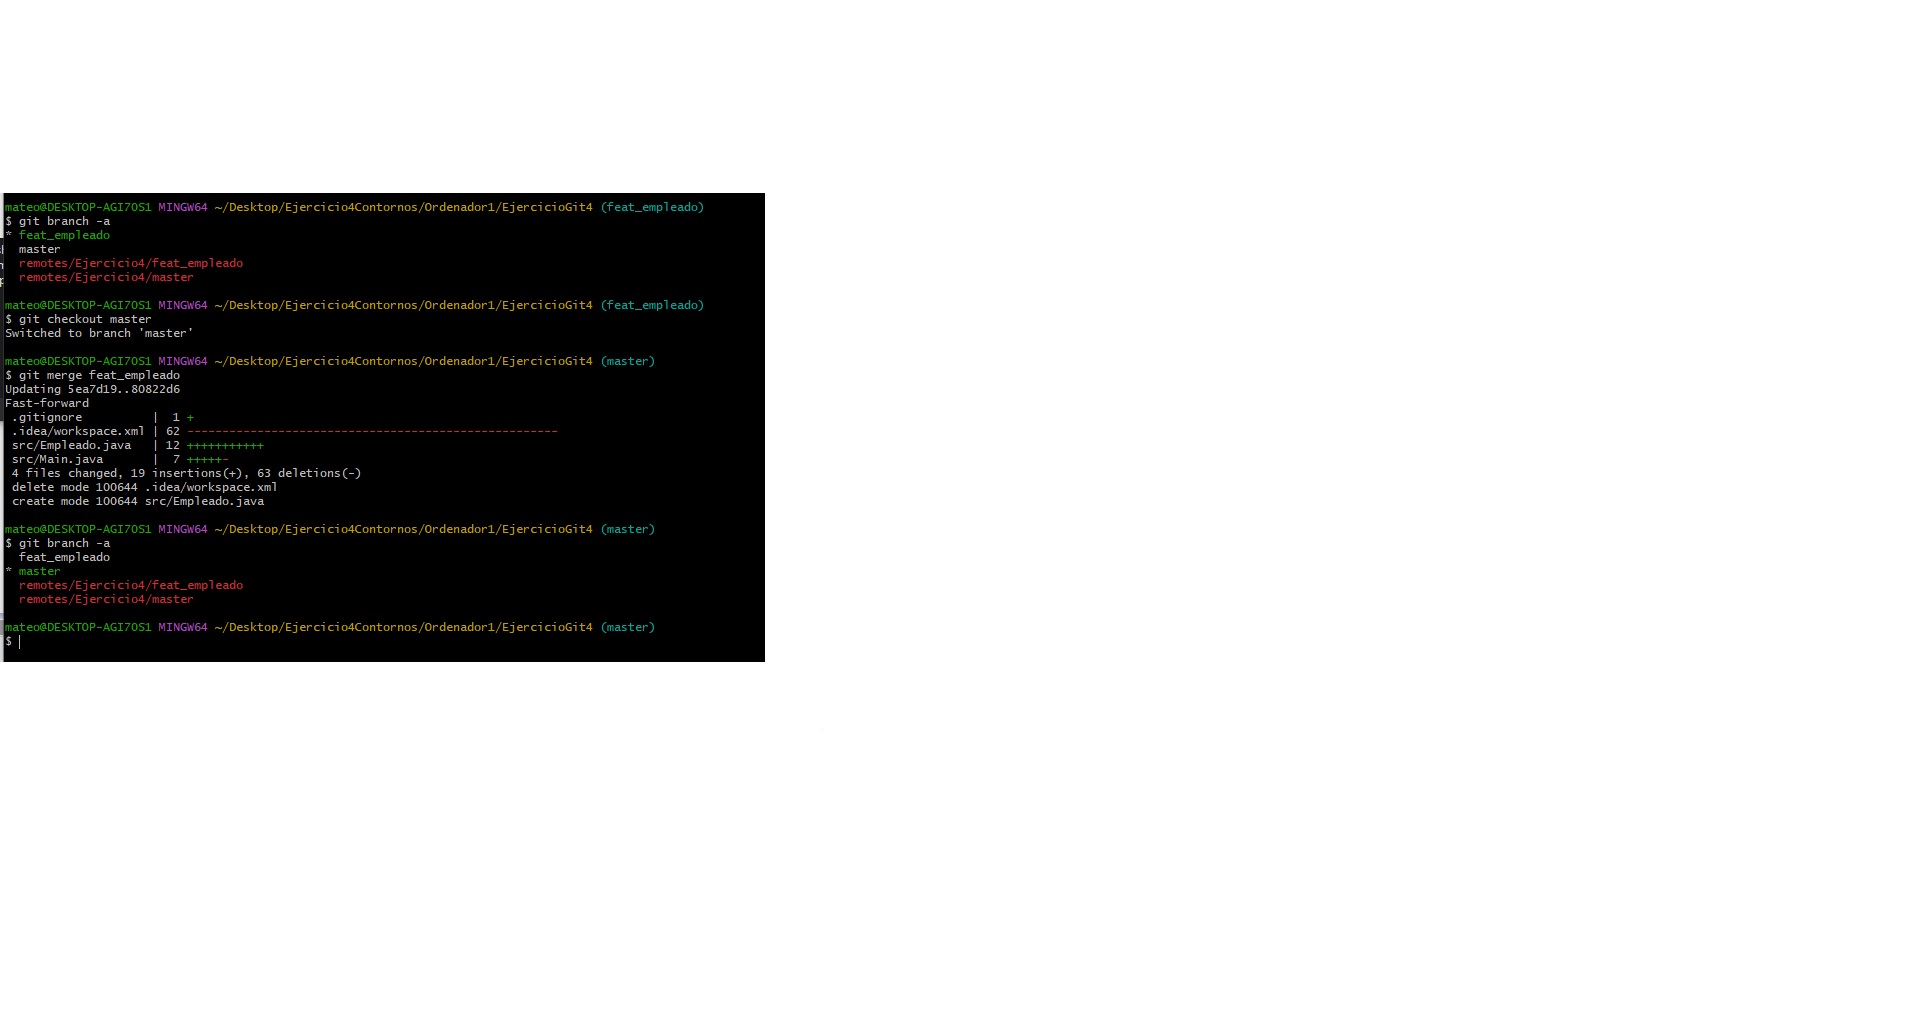 mateo@DESKTOP-AGI7OS1 MINGW64 ~/Desktop/Ejercicio4Contornos/Ordenador1/EjercicioGit4 (feat_empleado)
$ git branch -a
* feat_empleado
  master
  remotes/Ejercicio4/feat_empleado
  remotes/Ejercicio4/master
mateo@DESKTOP-AGI7OS1 MINGW64 ~/Desktop/Ejercicio4Contornos/Ordenador1/EjercicioGit4 (feat_empleado)
$ git checkout master
Switched to branch 'master'
mateo@DESKTOP-AGI7OS1 MINGW64 ~/Desktop/Ejercicio4Contornos/Ordenador1/EjercicioGit4 (master)
$ git merge feat_empleado
Updating 5ea7d19..80822d6
Fast-forward
 .gitignore          |  1 +
 .idea/workspace.xml | 62 -----------------------------------------------------
 src/Empleado.java   | 12 +++++++++++
 src/Main.java       |  7 +++++-
 4 files changed, 19 insertions(+), 63 deletions(-)
 delete mode 100644 .idea/workspace.xml
 create mode 100644 src/Empleado.java
mateo@DESKTOP-AGI7OS1 MINGW64 ~/Desktop/Ejercicio4Contornos/Ordenador1/EjercicioGit4 (master)
$ git branch -a
  feat_empleado
* master
  remotes/Ejercicio4/feat_empleado
  remotes/Ejercicio4/master
mateo@DESKTOP-AGI7OS1 MINGW64 ~/Desktop/Ejercicio4Contornos/Ordenador1/EjercicioGit4 (master)
$